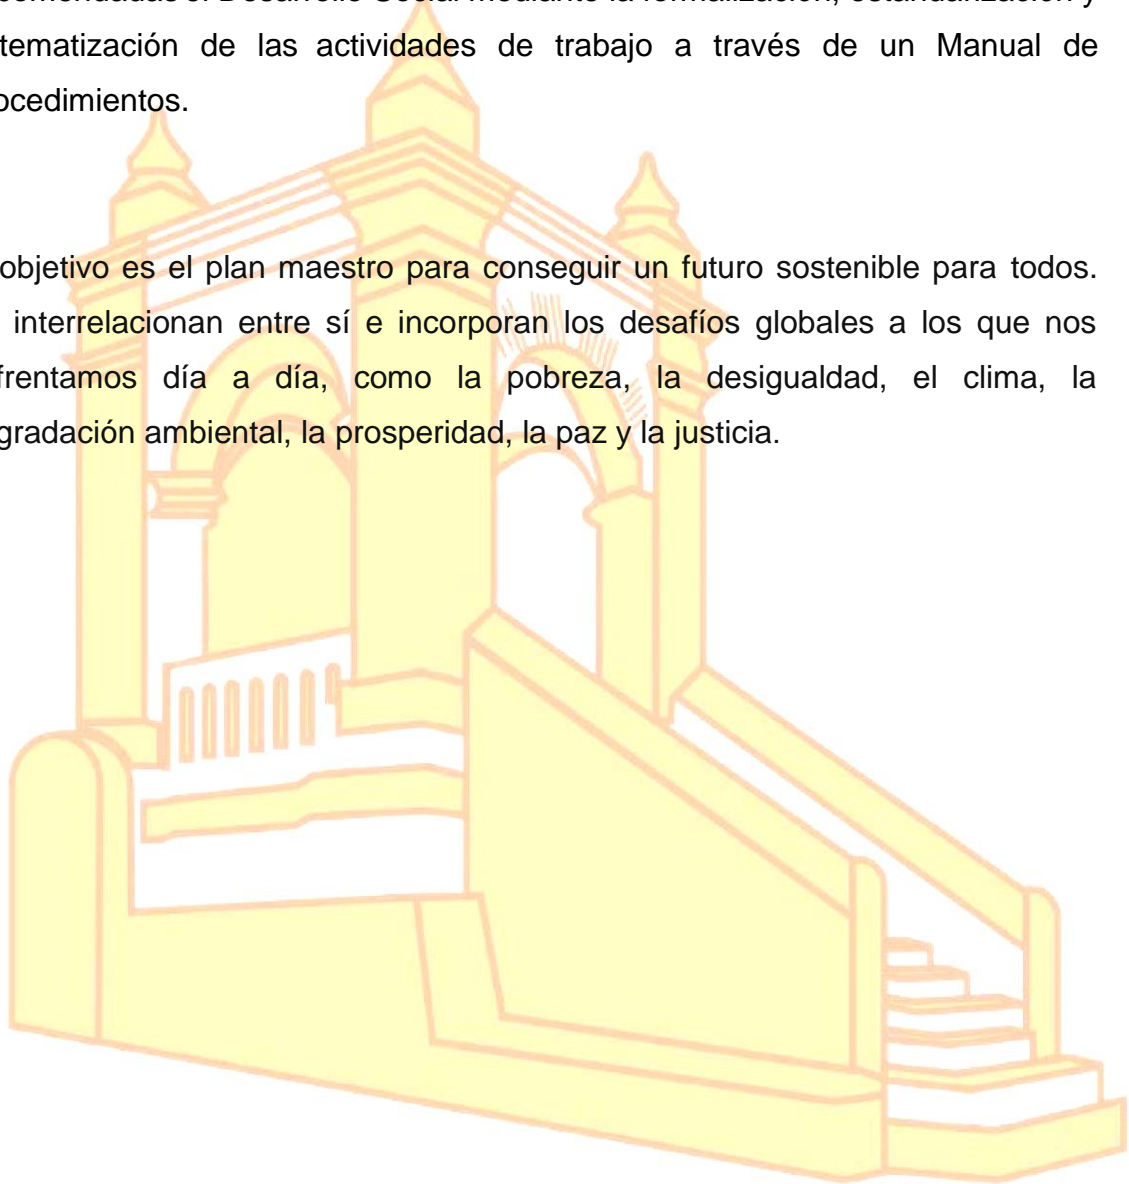 comendadas al Desarrollo Social mediante la formalización, estandarización y
tematización de las actividades de trabajo a través de un Manual de
ocedimientos.
objetivo es el plan maestro para conseguir un futuro sostenible para todos.
interrelacionan entre sí e incorporan los desafíos globales a los que nos
frentamos día a día, como la pobreza, la desigualdad, el clima, la
gradación ambiental, la prosperidad, la paz y la justicia.